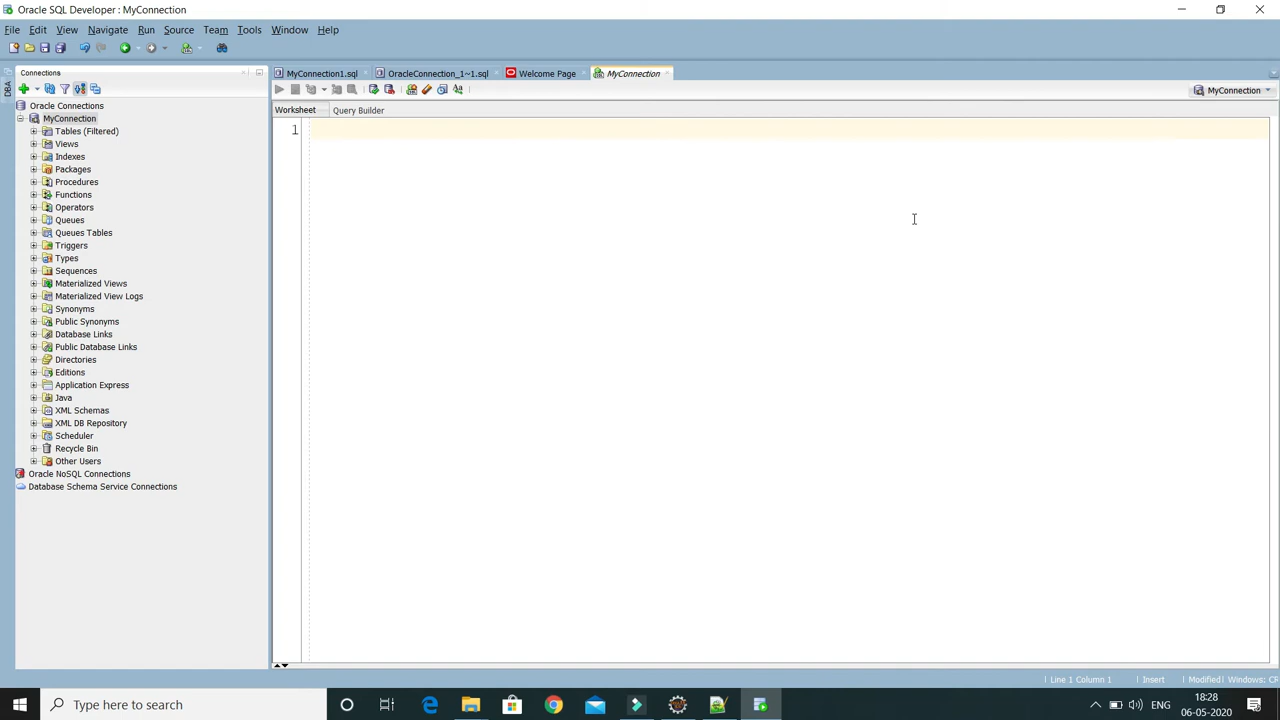 Oracle SQL Developer : MyConnection
File Edit View Navigate Run Source Team Tools Window Help
Connections
MyConnection1.sql OracleConnection_1~1.sql Welcome Page MyConnection
DBA
MyConnection
Worksheet Query Builder
1
Oracle Connections
MyConnection
Tables (Filtered)
Views
Indexes
Packages
Procedures
Functions
Operators
Queues
Queues Tables
Triggers
Types
Sequences
Materialized Views
Materialized View Logs
Synonyms
Public Synonyms
Database Links
Public Database Links
Directories
Editions
Application Express
Java
XML Schemas
XML DB Repository
Scheduler
Recycle Bin
Other Users
Oracle NoSQL Connections
Database Schema Service Connections
Line 1 Column 1 Insert Modified Windows: CF
Type here to search
ENG
18:28
06-05-2020